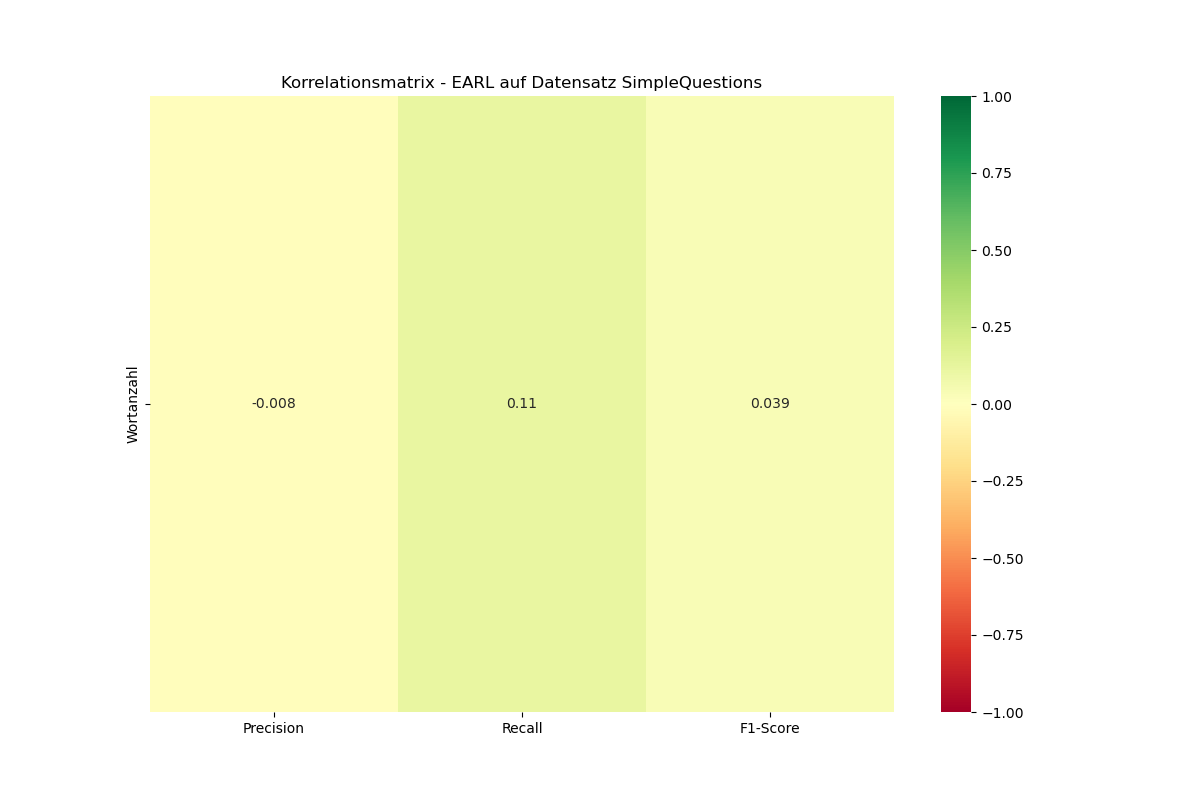 Korrelationsmatrix - EARL auf Datensatz SimpleQuestions
Wortanzahl
-0.008 0.11 0.039
Precision Recall F1-Score
1.00
0.75
0.50
0.25
0.00
−0.25
−0.50
−0.75
−1.00